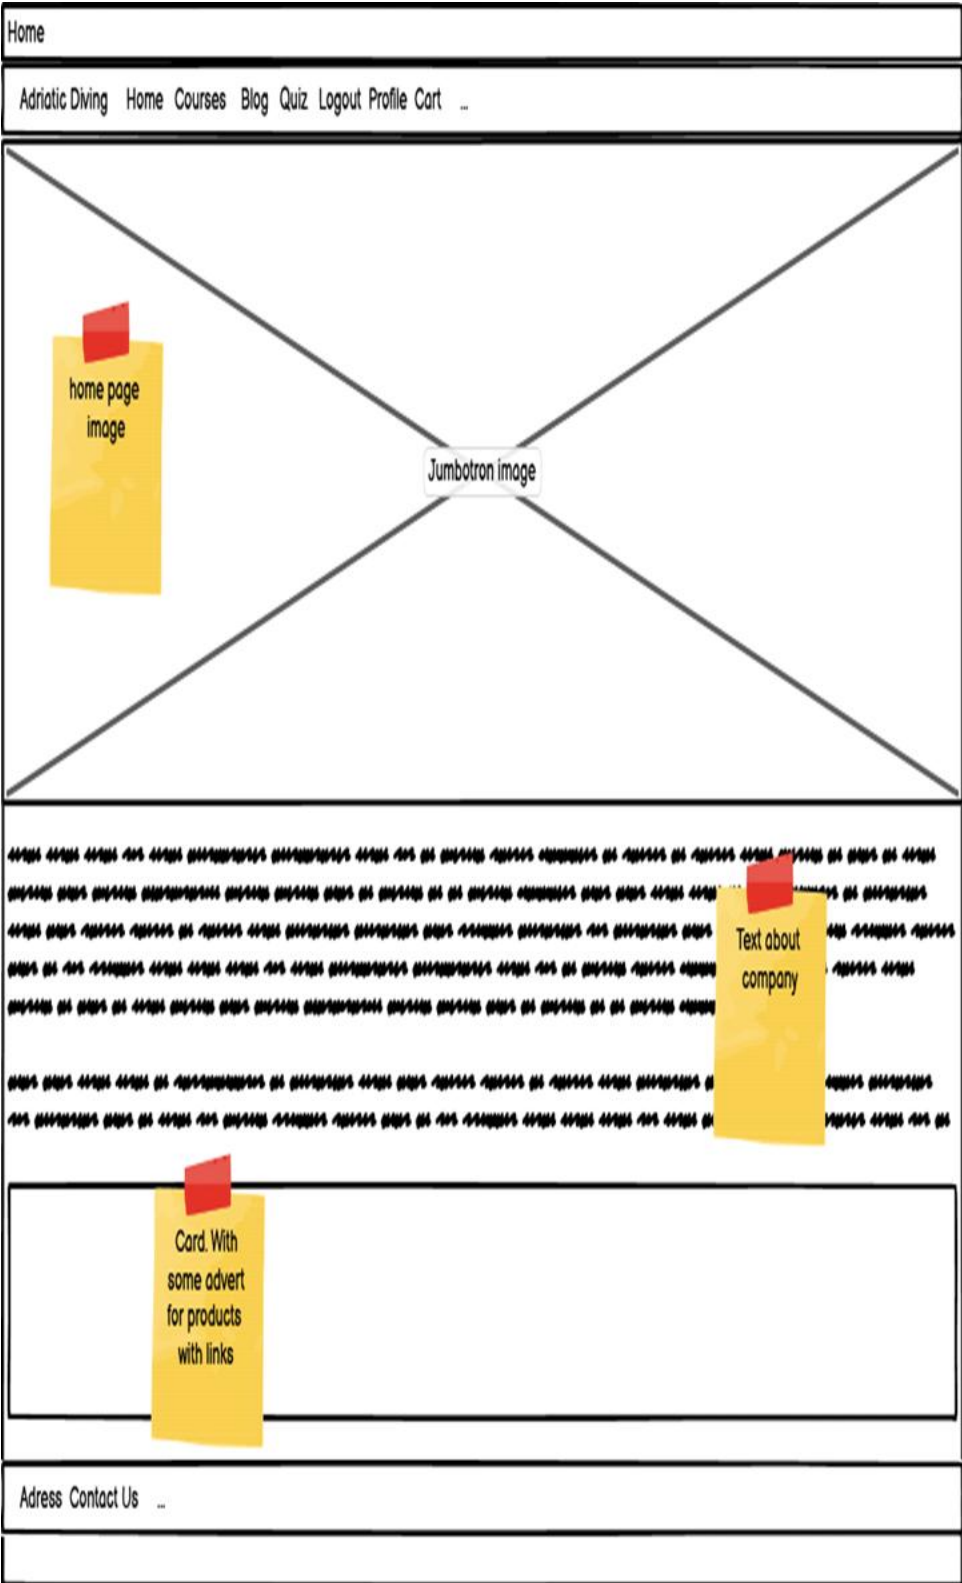 Home
Adriatic Diving Home Courses Blog Quiz Logout Profile Cart ...
home page
image
Jumbotron image
Text about
company
Card. With
some advert
for products
with links
Adress Contact Us ...